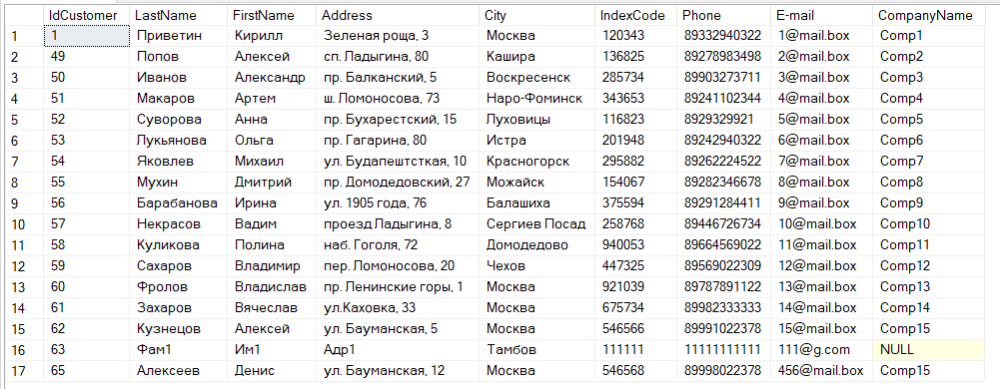 IdCustomer LastName FirstName Address City IndexCode Phone E-mail CompanyName
1 1 Приветин Кирилл Зеленая роща, 3 Москва 120343 89332940322 1@mail.box Comp1
2 49 Попов Алексей сп. Ладыгина, 80 Кашира 136825 89278983498 2@mail.box Comp2
3 50 Иванов Александр пр. Балканский, 5 Воскресенск 285734 89903273711 3@mail.box Comp3
4 51 Макаров Артем ш. Ломоносова, 73 Наро-Фоминск 343653 89241102344 4@mail.box Comp4
5 52 Суворова Анна пр. Бухарестский, 15 Луховицы 116823 8929329921 5@mail.box Comp5
6 53 Лукьянова Ольга пр. Гагарина, 80 Истра 201948 89242940322 6@mail.box Comp6
7 54 Яковлев Михаил ул. Будапештсткая, 10 Красногорск 295882 89262224522 7@mail.box Comp7
8 55 Мухин Дмитрий пр. Домодедовский, 27 Можайск 154067 89282346678 8@mail.box Comp8
9 56 Барабанова Ирина ул. 1905 года, 76 Балашиха 375594 89291284411 9@mail.box Comp9
10 57 Некрасов Вадим проезд Ладыгина, 8 Сергиев Посад 258768 89446726734 10@mail.box Comp10
11 58 Куликова Полина наб. Гоголя, 72 Домодедово 940053 89664569022 11@mail.box Comp11
12 59 Сахаров Владимир пер. Ломоносова, 20 Чехов 447325 89569022309 12@mail.box Comp12
13 60 Фролов Владислав пр. Ленинские горы, 1 Москва 921039 89787891122 13@mail.box Comp13
14 61 Захаров Вячеслав ул.Каховка, 33 Москва 675734 89982333333 14@mail.box Comp14
15 62 Кузнецов Алексей ул. Бауманская, 5 Москва 546566 89991022378 15@mail.box Comp15
16 63 Фам1 Им1 Адр1 Тамбов 111111 11111111111 111@g.com NULL
17 65 Алексеев Денис ул. Бауманская, 12 Москва 546568 89998022378 456@mail.box Comp15